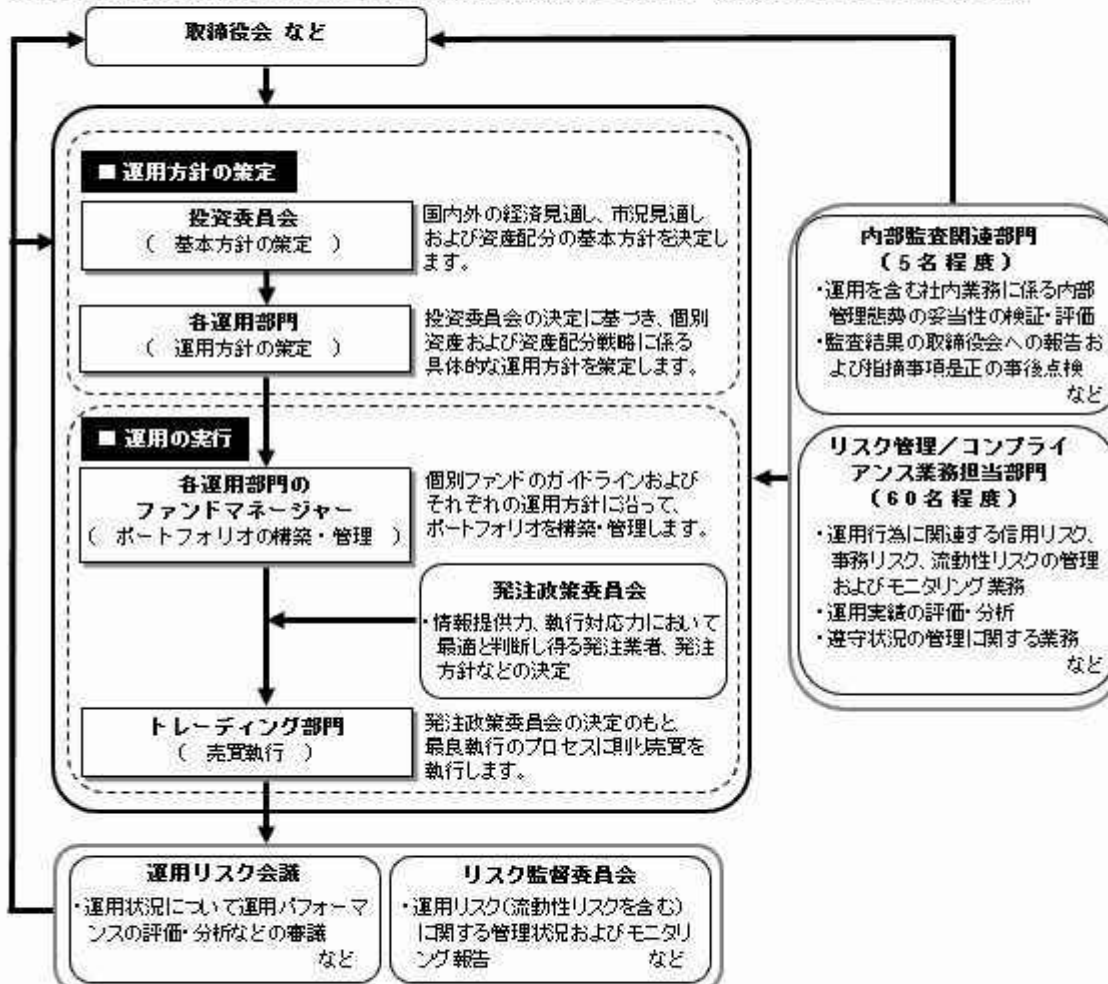 取締役会 など
■ 運用方針の策定
投資委員会
( 基本方針の策定 )
国内外の経済見通し、市況見通し
および資産配分の基本方針を決定し
ます。
各運用部門
( 運用方針の策定 )
投資委員会の決定に基づき、個別
資産および資産配分戦略に係る
具体的な運用方針を策定します。
■ 運用の実行
各運用部門の
ファンドマネージャー
( ポートフォリオの構築・管理 )
個別ファンドのガイドラインおよび
それぞれの運用方針に沿って、
ポートフォリオを構築・管理します。
発注政策委員会
・情報提供力、執行対応力において
最適と判断し得る発注業者、発注
方針などの決定
トレーディング部門
( 売買執行 )
発注政策委員会の決定のもと、
最良執行のプロセスに則り売買を
執行します。
内部監査関連部門
(5名程度)
・運用を含む社内業務に係る内部
管理態勢の妥当性の検証・評価
・監査結果の取締役会への報告お
よび指摘事項是正の事後点検
など
リスク管理/コンプライ
アンス業務担当部門
(60名程度)
・運用行為に関連する信用リスク、
事務リスク、流動性リスクの管理
およびモニタリング業務
・運用実績の評価・分析
・遵守状況の管理に関する業務
など
運用リスク会議
・運用状況について運用パフォーマ
ンスの評価・分析などの審議
など
リスク監督委員会
・運用リスク(流動性リスクを含む)
に関する管理状況およびモニタリ
ング報告 など